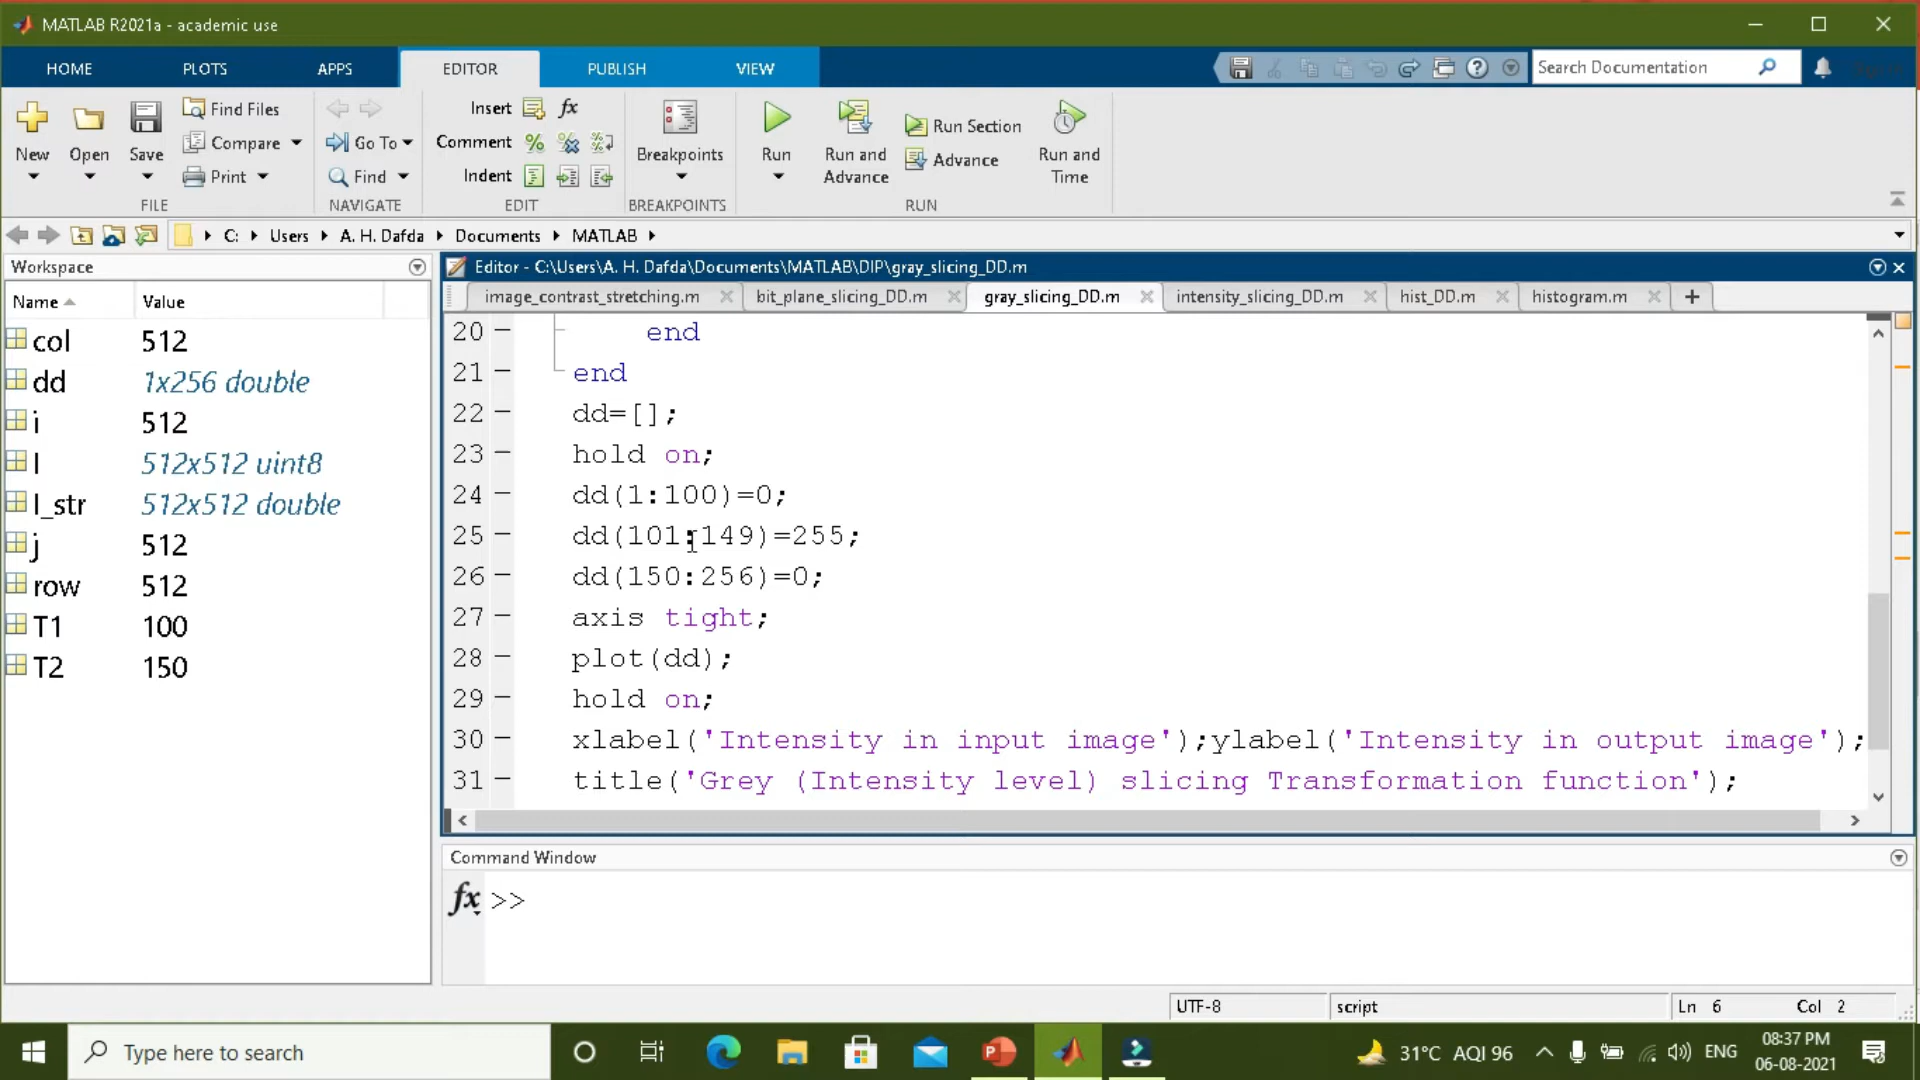 MATLAB R2021a - academic use
HOME PLOTS APPS EDITOR PUBLISH VIEW
Search Documentation
New Open Save
Find Files
Compare
Print
Go To
Find
Insert fx
Comment
Indent
Breakpoints
Run
Run and Advance
Run Section
Advance
Run and Time
FILE NAVIGATE EDIT BREAKPOINTS RUN
C: Users A. H. Dafda Documents MATLAB
Workspace
Name Value
col 512
dd 1x256 double
i 512
I 512x512 uint8
I_str 512x512 double
j 512
row 512
T1 100
T2 150
Editor - C:\Users\A. H. Dafda\Documents\MATLAB\DIP\gray_slicing_DD.m
image_contrast_stretching.m bit_plane_slicing_DD.m gray_slicing_DD.m intensity_slicing_DD.m hist_DD.m histogram.m +
20 - end
21 - end
22 - dd=[];
23 - hold on;
24 - dd(1:100)=0;
25 - dd(101:149)=255;
26 - dd(150:256)=0;
27 - axis tight;
28 - plot(dd);
29 - hold on;
30 - xlabel('Intensity in input image');ylabel('Intensity in output image');
31 - title('Grey (Intensity level) slicing Transformation function');
Command Window
fx >>
UTF-8 script Ln 6 Col 2
Type here to search
31°C AQI 96 ENG
08:37 PM
06-08-2021